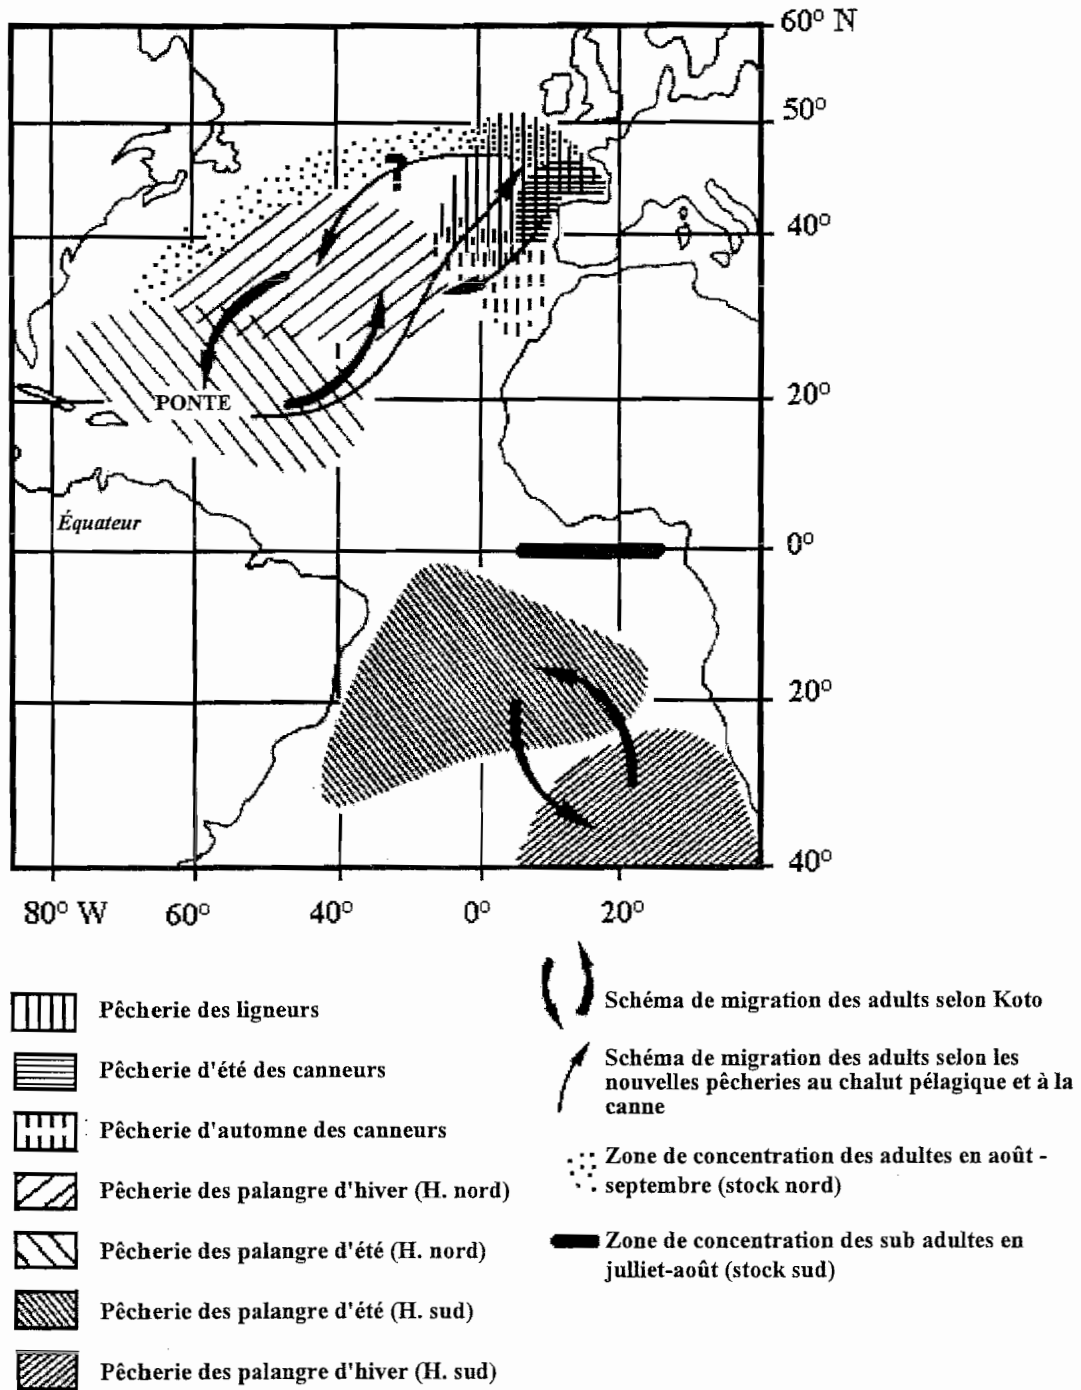 60° N
50°
40°
PONTE
20°
Équateur
0°
20°
40°
80° W 60° 40° 0° 20°
Pêcherie des ligneurs
Pêcherie d'été des canneurs
Pêcherie d'automne des canneurs
Pêcherie des palangre d'hiver (H. nord)
Pêcherie des palangre d'été (H. nord)
Pêcherie des palangre d'été (H. sud)
Pêcherie des palangre d'hiver (H. sud)
Schéma de migration des adults selon Koto
Schéma de migration des adults selon les
nouvelles pêcheries au chalut pélagique et à la
canne
Zone de concentration des adultes en août -
septembre (stock nord)
Zone de concentration des sub adultes en
julliet-août (stock sud)